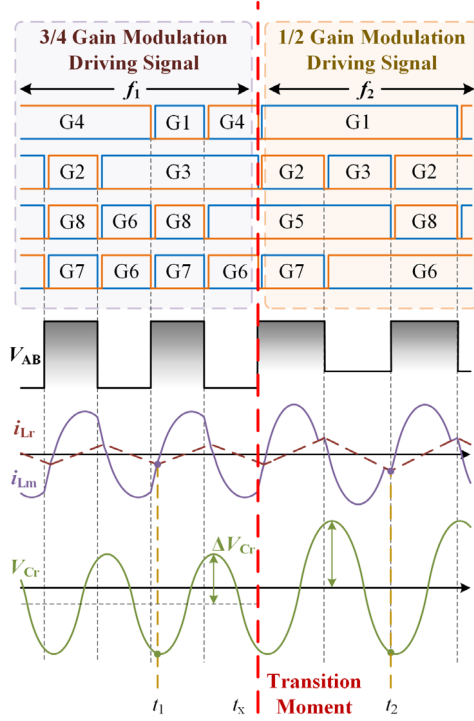 3/4 Gain Modulation
Driving Signal
1/2 Gain Modulation
Driving Signal
f1
f2
G4 G1 G4 G1
G2 G3 G2 G3 G2
G8 G6 G8 G5 G8
G7 G6 G7 G6 G7 G6
VAB
iLr
iLm
VCr
ΔVCr
Transition
Moment
t1 tx t2